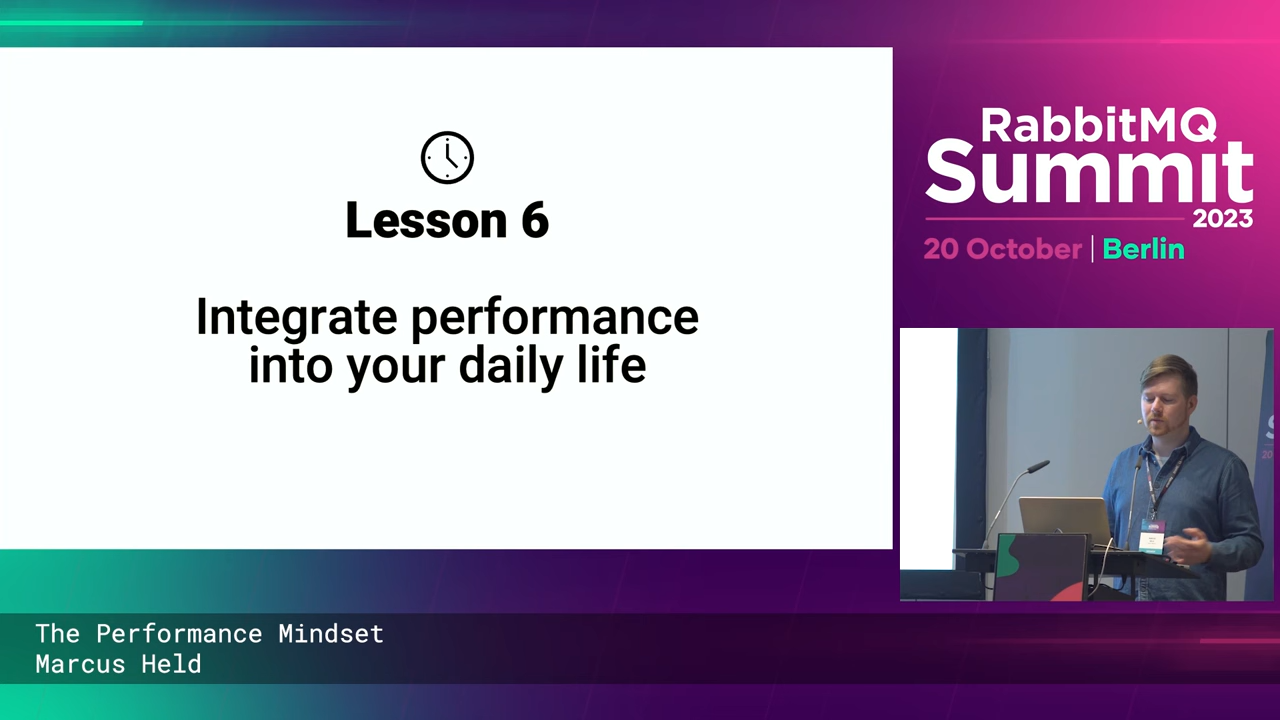 Lesson 6
Integrate performance
into your daily life
RabbitMQ
Summit
2023
20 October | Berlin
The Performance Mindset
Marcus Held